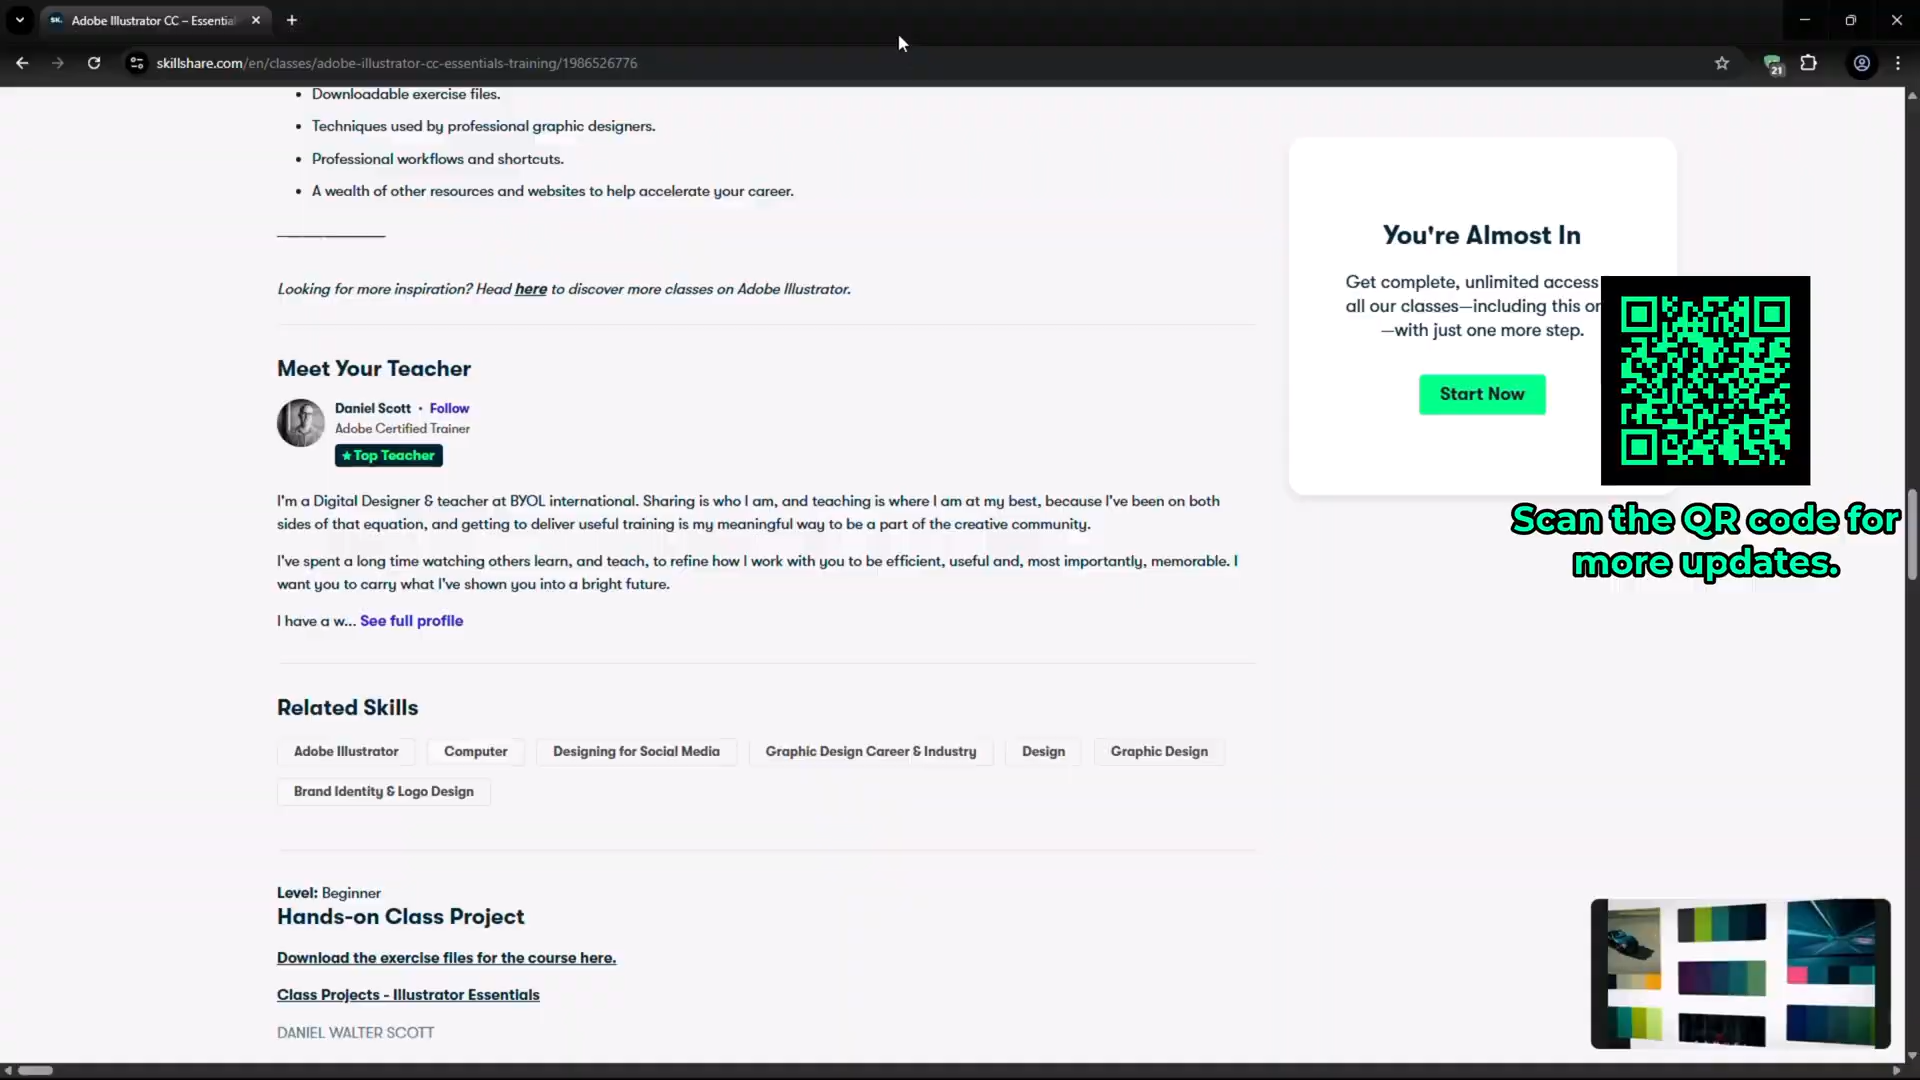 Adobe Illustrator CC – Essentia
skillshare.com/en/classes/adobe-illustrator-cc-essentials-training/1986526776
21
Downloadable exercise files.
Techniques used by professional graphic designers.
Professional workflows and shortcuts.
A wealth of other resources and websites to help accelerate your career.
Looking for more inspiration? Head here to discover more classes on Adobe Illustrator.
Meet Your Teacher
Daniel Scott • Follow
Adobe Certified Trainer
Top Teacher
I'm a Digital Designer & teacher at BYOL international. Sharing is who I am, and teaching is where I am at my best, because I've been on both
sides of that equation, and getting to deliver useful training is my meaningful way to be a part of the creative community.
I've spent a long time watching others learn, and teach, to refine how I work with you to be efficient, useful and, most importantly, memorable. I
want you to carry what I've shown you into a bright future.
I have a w... See full profile
Related Skills
Adobe Illustrator
Computer
Designing for Social Media
Graphic Design Career & Industry
Design
Graphic Design
Brand Identity & Logo Design
Level: Beginner
Hands-on Class Project
Download the exercise files for the course here.
Class Projects - Illustrator Essentials
DANIEL WALTER SCOTT
You're Almost In
Get complete, unlimited access
all our classes—including this on
—with just one more step.
Start Now
Scan the QR code for
more updates.